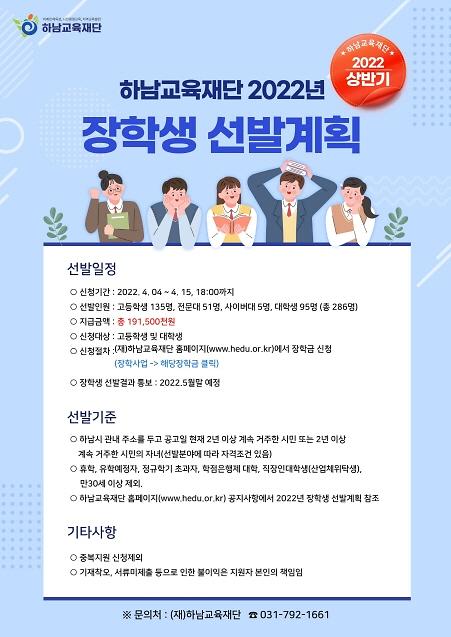 하남교육재단
★ 하남교육재단 ★
2022
상반기
하남교육재단 2022년
장학생 선발계획
선발일정
○ 신청기간 : 2022. 4. 04 ~ 4. 15, 18:00까지
○ 선발인원 : 고등학생 135명, 전문대 51명, 사이버대 5명, 대학생 95명 (총 286명)
○ 지급금액 : 총 191,500천원
○ 신청대상 : 고등학생 및 대학생
○ 신청절차 : (재)하남교육재단 홈페이지(www.hedu.or.kr)에서 장학금 신청
(장학사업 -> 해당장학금 클릭)
○ 장학생 선발결과 통보 : 2022.5월말 예정
선발기준
○ 하남시 관내 주소를 두고 공고일 현재 2년 이상 계속 거주한 시민 또는 2년 이상
계속 거주한 시민의 자녀(선발분야에 따라 자격조건 있음)
○ 휴학, 유학예정자, 정규학기 초과자, 학점은행제 대학, 직장인대학생(산업체위탁생),
만30세 이상 제외.
○ 하남교육재단 홈페이지(www.hedu.or.kr) 공지사항에서 2022년 장학생 선발계획 참조
기타사항
○ 중복지원 신청제외
○ 기재착오, 서류미제출 등으로 인한 불이익은 지원자 본인의 책임임
※ 문의처 : (재)하남교육재단 ☎ 031-792-1661